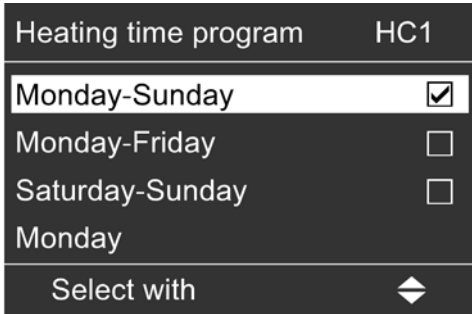 Heating time program HC1
Monday-Sunday
Monday-Friday
Saturday-Sunday
Monday
Select with